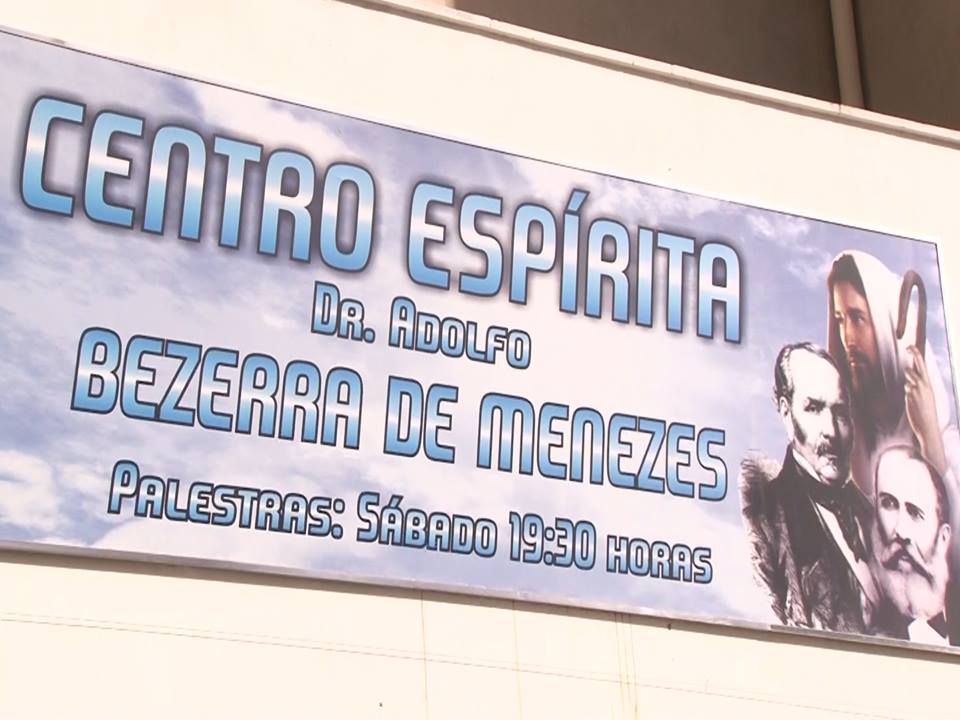 CENTRO ESPÍRITA
DR. ADOLFO
BEZERRA DE MENEZES
PALESTRAS: SÁBADO 19:30 HORAS